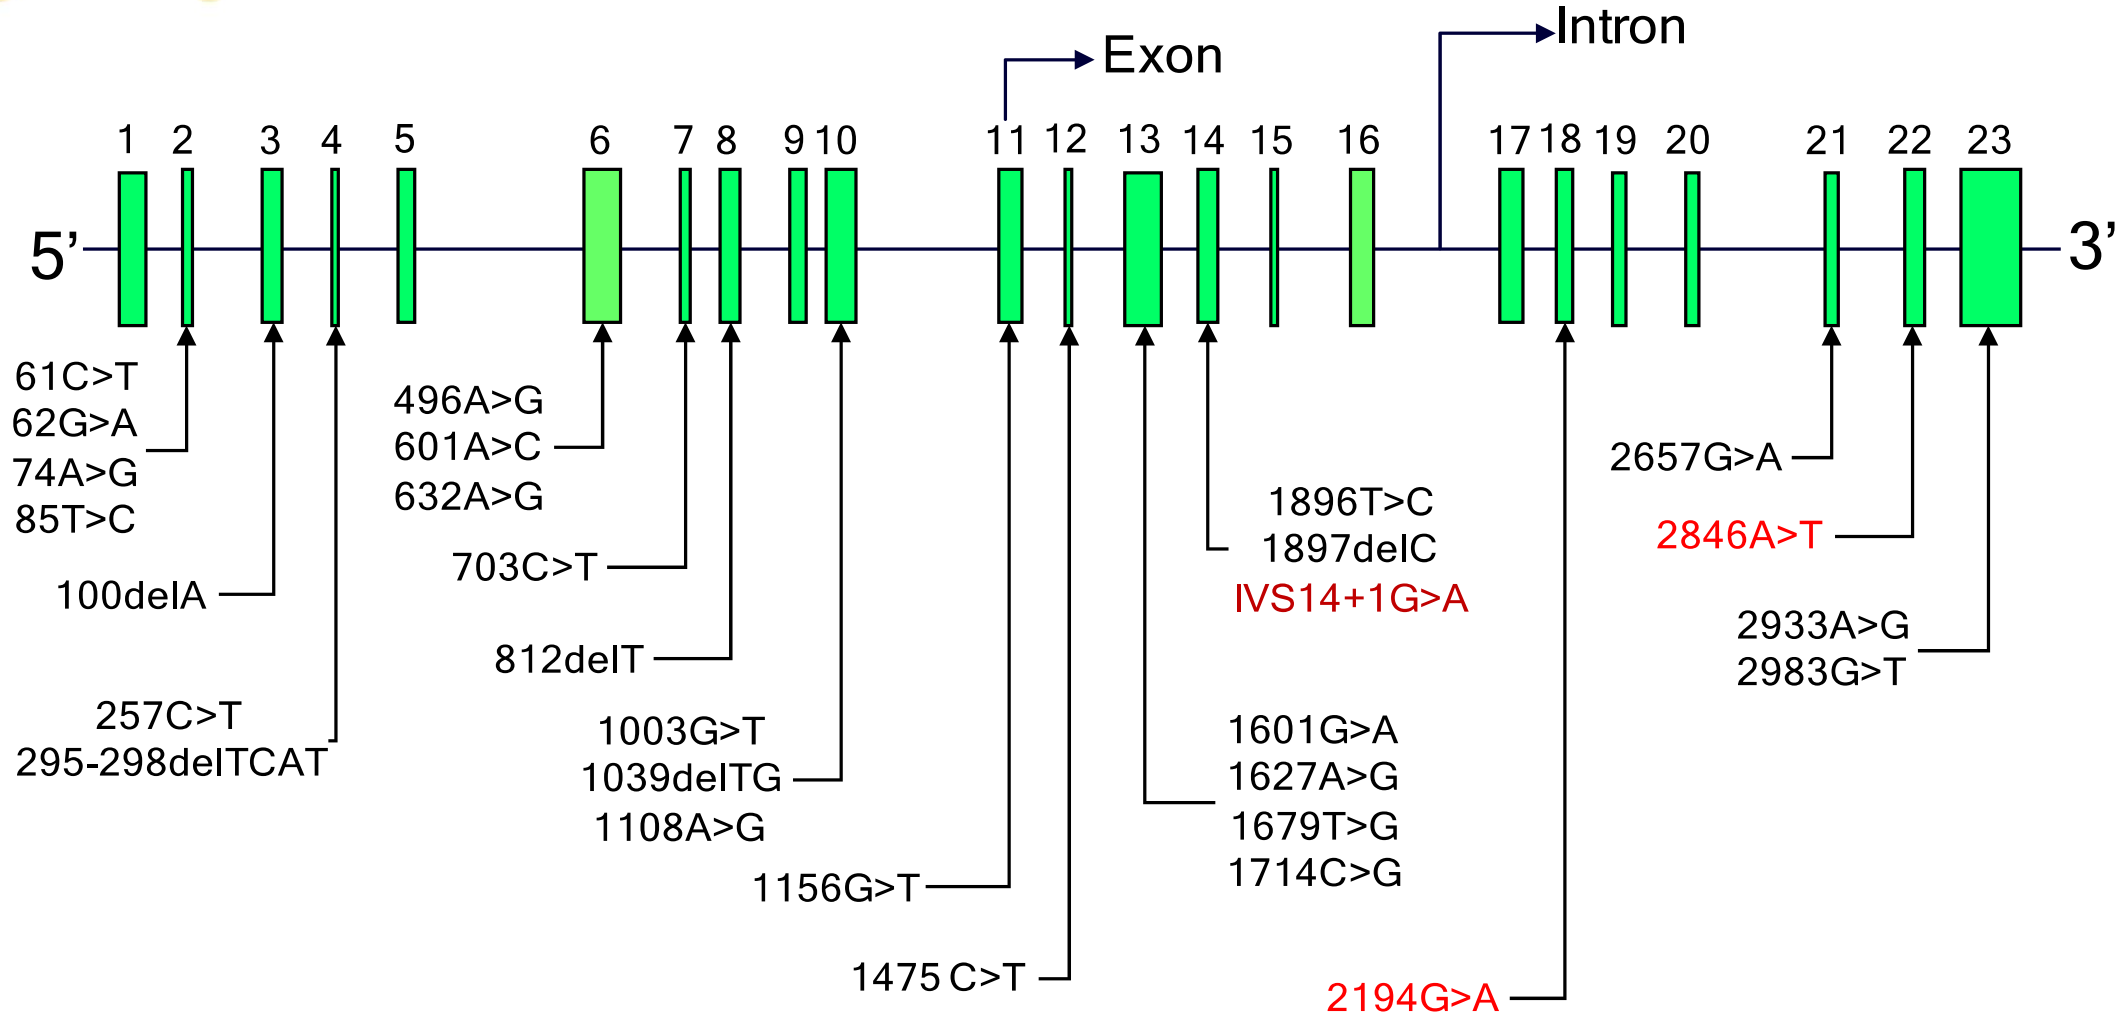 Intron
Exon
1 2 3 4 5 6 7 8 9 10 11 12 13 14 15 16 17 18 19 20 21 22 23
5’
3’
61C>T
62G>A
74A>G
85T>C
100delA
257C>T
295-298delTCAT
496A>G
601A>C
632A>G
703C>T
812delT
1003G>T
1039delTG
1108A>G
1156G>T
1475 C>T
1896T>C
1897delC
IVS14+1G>A
1601G>A
1627A>G
1679T>G
1714C>G
2194G>A
2657G>A
2846A>T
2933A>G
2983G>T